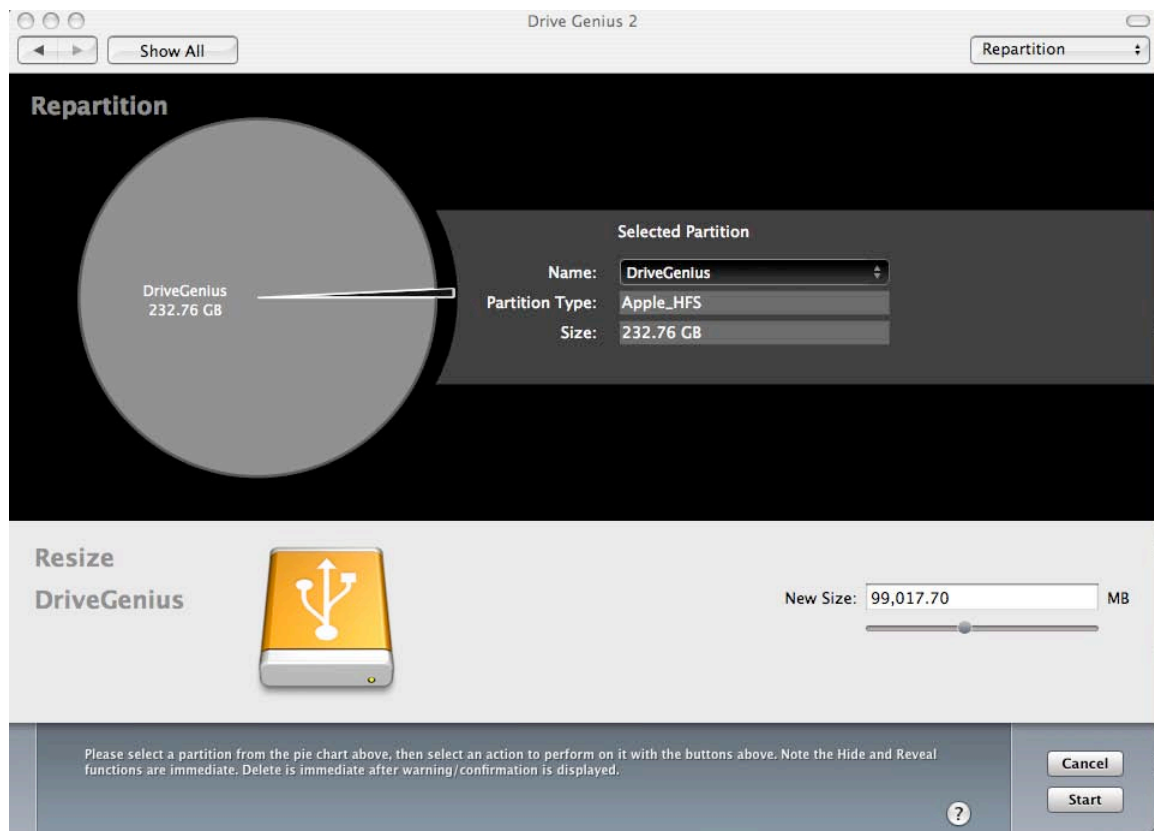 Drive Genius 2
Show All
Repartition
Repartition
Selected Partition
DriveGenius
232.76 GB
Name: DriveGenius
Partition Type: Apple_HFS
Size: 232.76 GB
Resize
DriveGenius
New Size: 99,017.70 MB
Please select a partition from the pie chart above, then select an action to perform on it with the buttons above. Note the Hide and Reveal
functions are immediate. Delete is immediate after warning/confirmation is displayed.
Cancel
Start
?